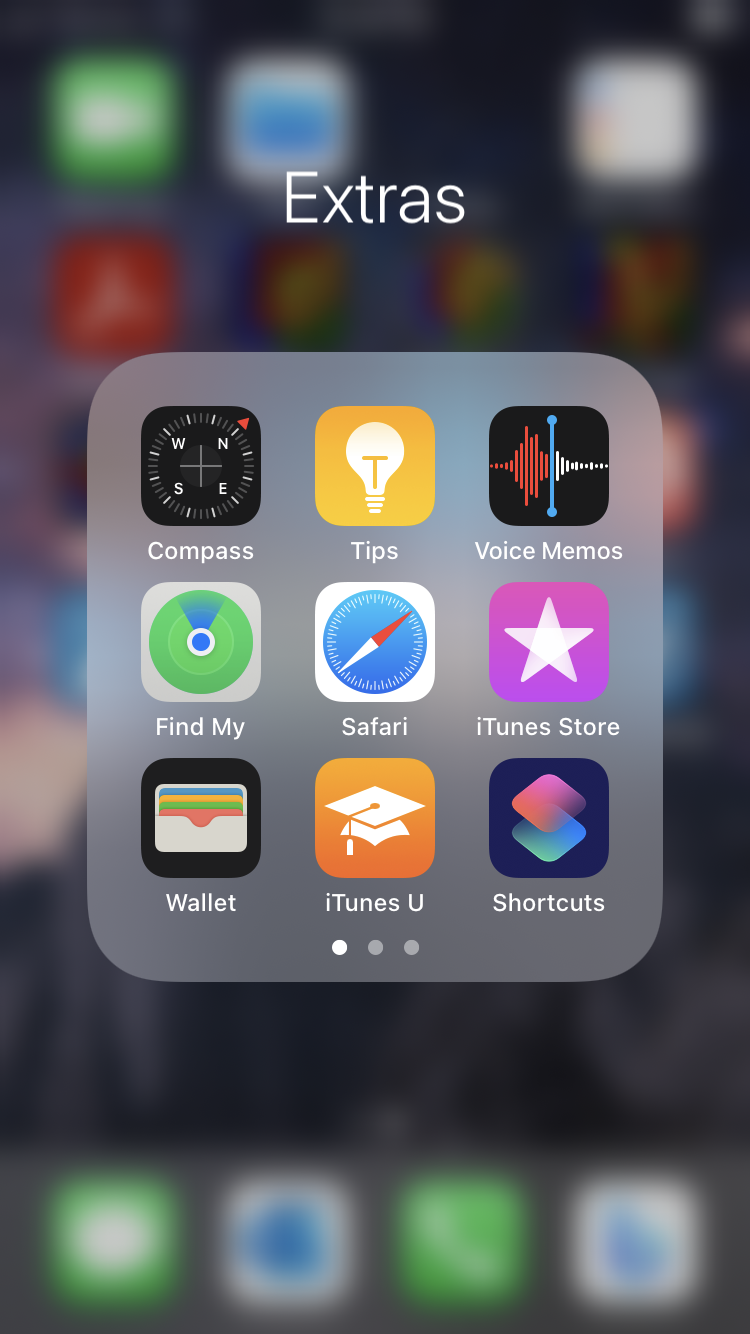 Extras
W N
S E
Compass
Tips
Voice Memos
Find My
Safari
iTunes Store
Wallet
iTunes U
Shortcuts